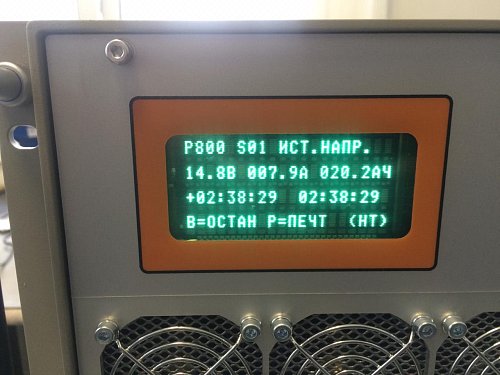 P800 S01 ИСТ.НАПР.
14.8В 007.9А 020.2АЧ
+02:38:29 02:38:29
В=ОСТАН Р=ПЕЧТ (НТ)